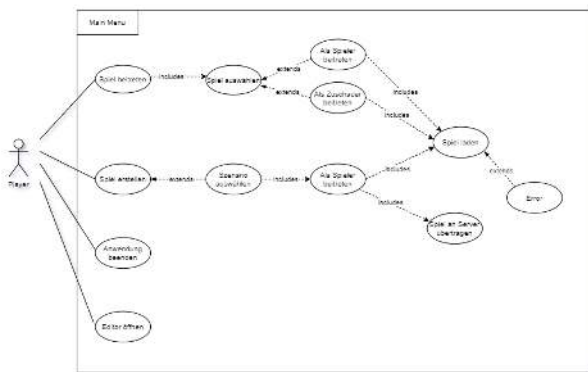 Main Menu
Als Spieler
beitreten
extends
Spiel beitreten
includes
Spiel auswählen
extends
Als Zuschauer
beitreten
includes
includes
Spiel laden
Player
Spiel erstellen
extends
Szenario
auswählen
includes
Als Spieler
beitreten
includes
extends
Error
includes
Spiel an Server
übertragen
Anwendung
beenden
Editor öffnen